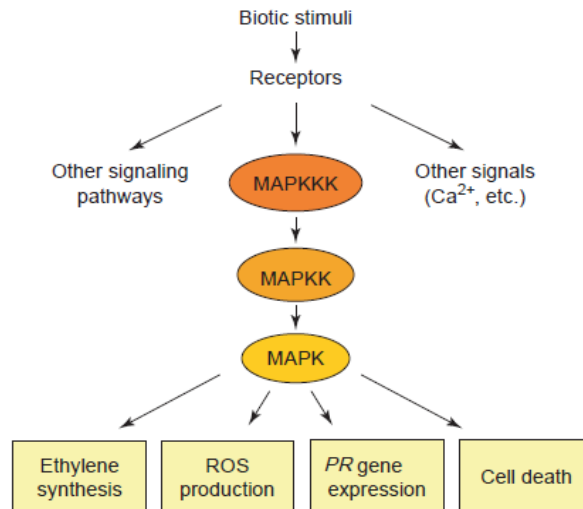 Biotic stimuli
Receptors
Other signaling
pathways
MAPKKK
Other signals
(Ca²⁺, etc.)
MAPKK
MAPK
Ethylene
synthesis
ROS
production
PR gene
expression
Cell death